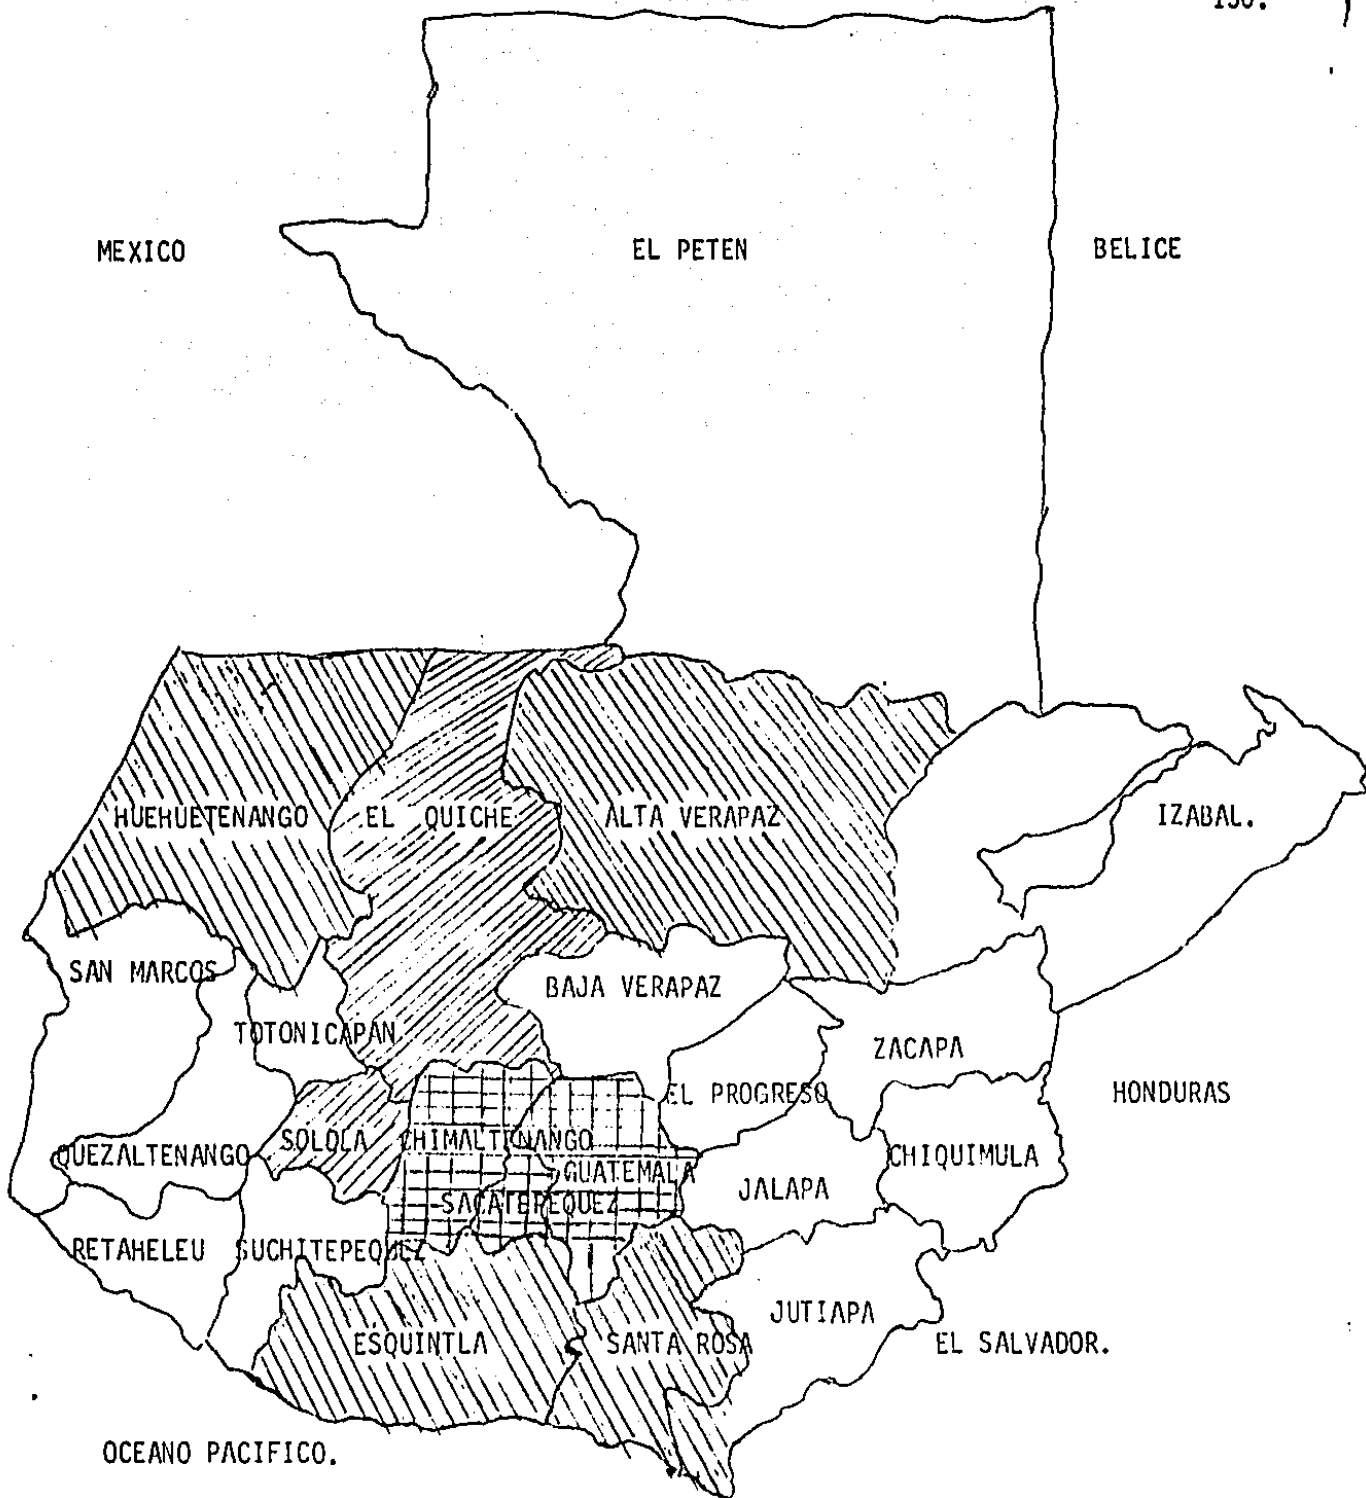 150.
MEXICO
EL PETEN
BELICE
HUEHUETENANGO
EL QUICHE
ALTA VERAPAZ
IZABAL.
SAN MARCOS
BAJA VERAPAZ
TOTONICAPAN
ZACAPA
EL PROGRESO
HONDURAS
QUEZALTENANGO
SOLOLA
CHIMALTENANGO
CHIQUIMULA
GUATEMALA
JALAPA
SACATEPEQUEZ
RETAHELEU
SUCHITEPEQUEZ
JUTIAPA
ESQUINTLA
SANTA ROSA
EL SALVADOR.
OCEANO PACIFICO.